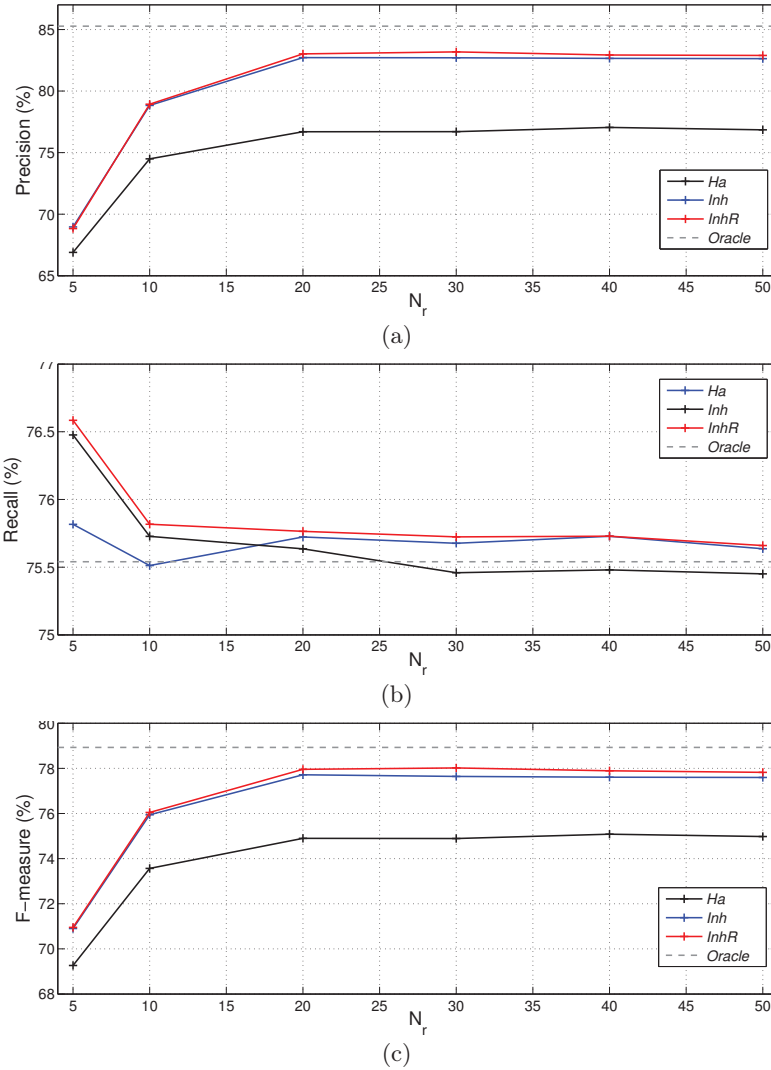 85
80
75
70
65
Precision (%)
Ha
Inh
InhR
Oracle
5 10 15 20 25 30 35 40 45 50
N_r
(a)
77
76.5
76
75.5
75
Recall (%)
Ha
Inh
InhR
Oracle
5 10 15 20 25 30 35 40 45 50
N_r
(b)
80
78
76
74
72
70
68
F−measure (%)
Ha
Inh
InhR
Oracle
5 10 15 20 25 30 35 40 45 50
N_r
(c)